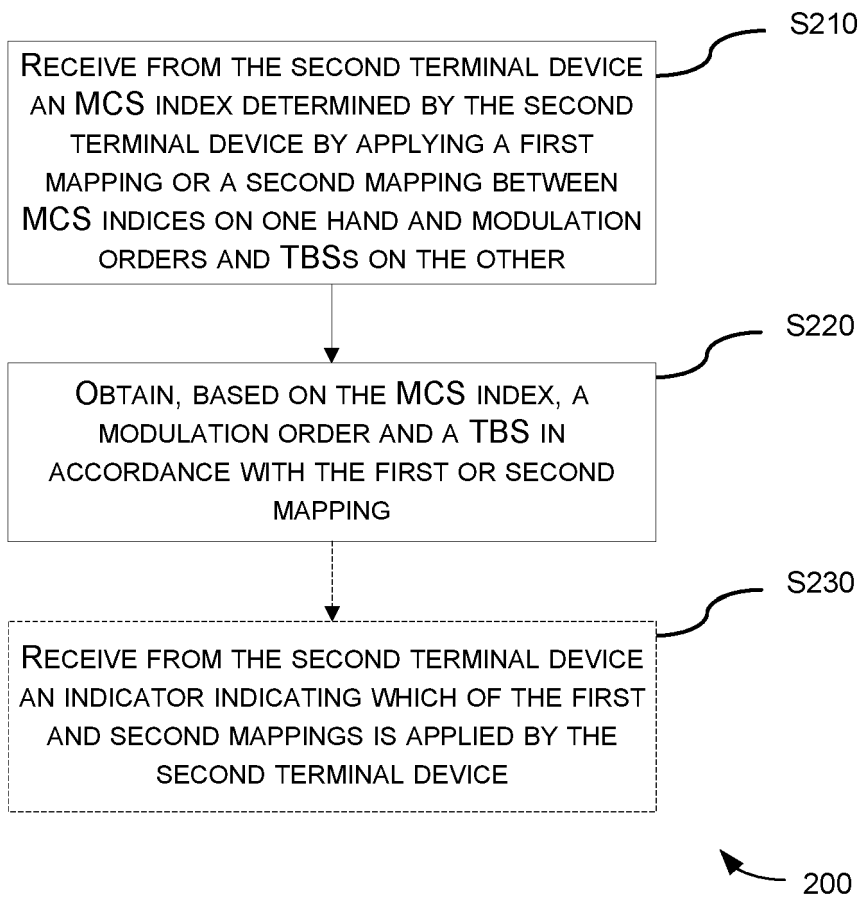 S210
RECEIVE FROM THE SECOND TERMINAL DEVICE
AN MCS INDEX DETERMINED BY THE SECOND
TERMINAL DEVICE BY APPLYING A FIRST
MAPPING OR A SECOND MAPPING BETWEEN
MCS INDICES ON ONE HAND AND MODULATION
ORDERS AND TBSS ON THE OTHER
S220
OBTAIN, BASED ON THE MCS INDEX, A
MODULATION ORDER AND A TBS IN
ACCORDANCE WITH THE FIRST OR SECOND
MAPPING
S230
RECEIVE FROM THE SECOND TERMINAL DEVICE
AN INDICATOR INDICATING WHICH OF THE FIRST
AND SECOND MAPPINGS IS APPLIED BY THE
SECOND TERMINAL DEVICE
200